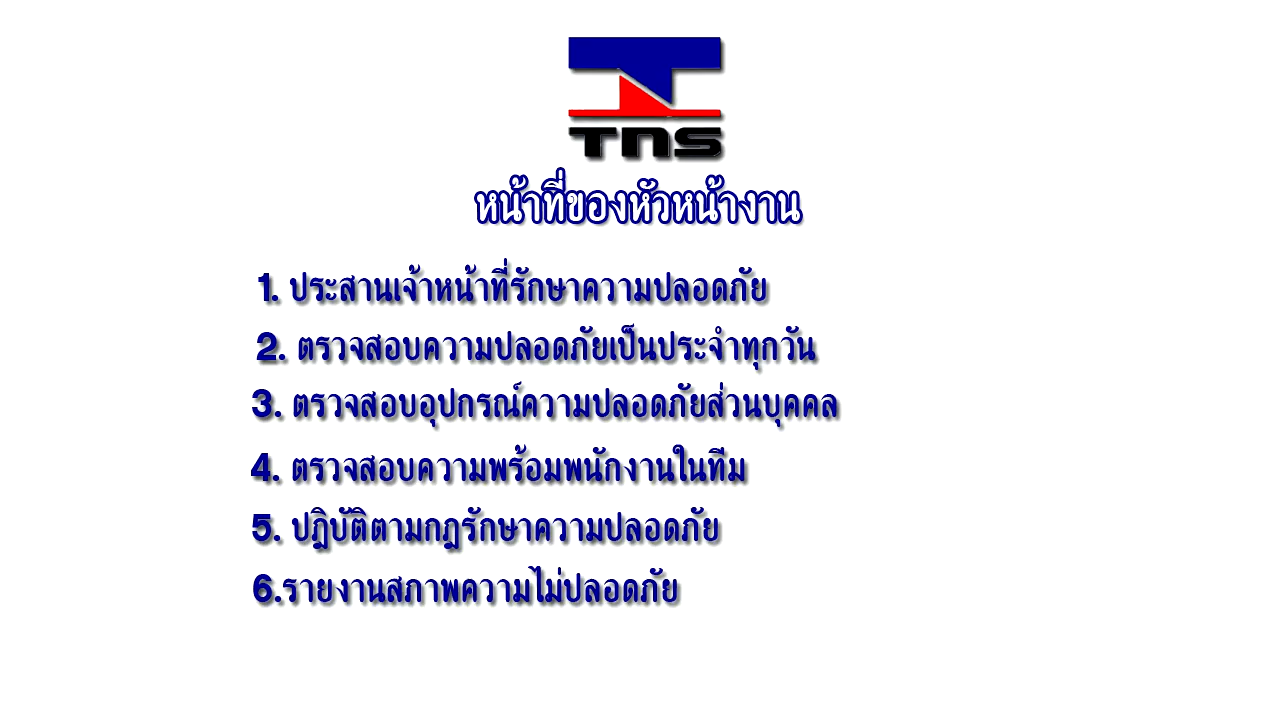 TNS
หน้าที่ของหัวหน้างาน
1. ประสานเจ้าหน้าที่รักษาความปลอดภัย
2. ตรวจสอบความปลอดภัยเป็นประจำทุกวัน
3. ตรวจสอบอุปกรณ์ความปลอดภัยส่วนบุคคล
4. ตรวจสอบความพร้อมพนักงานในทีม
5. ปฎิบัติตามกฎรักษาความปลอดภัย
6.รายงานสภาพความไม่ปลอดภัย